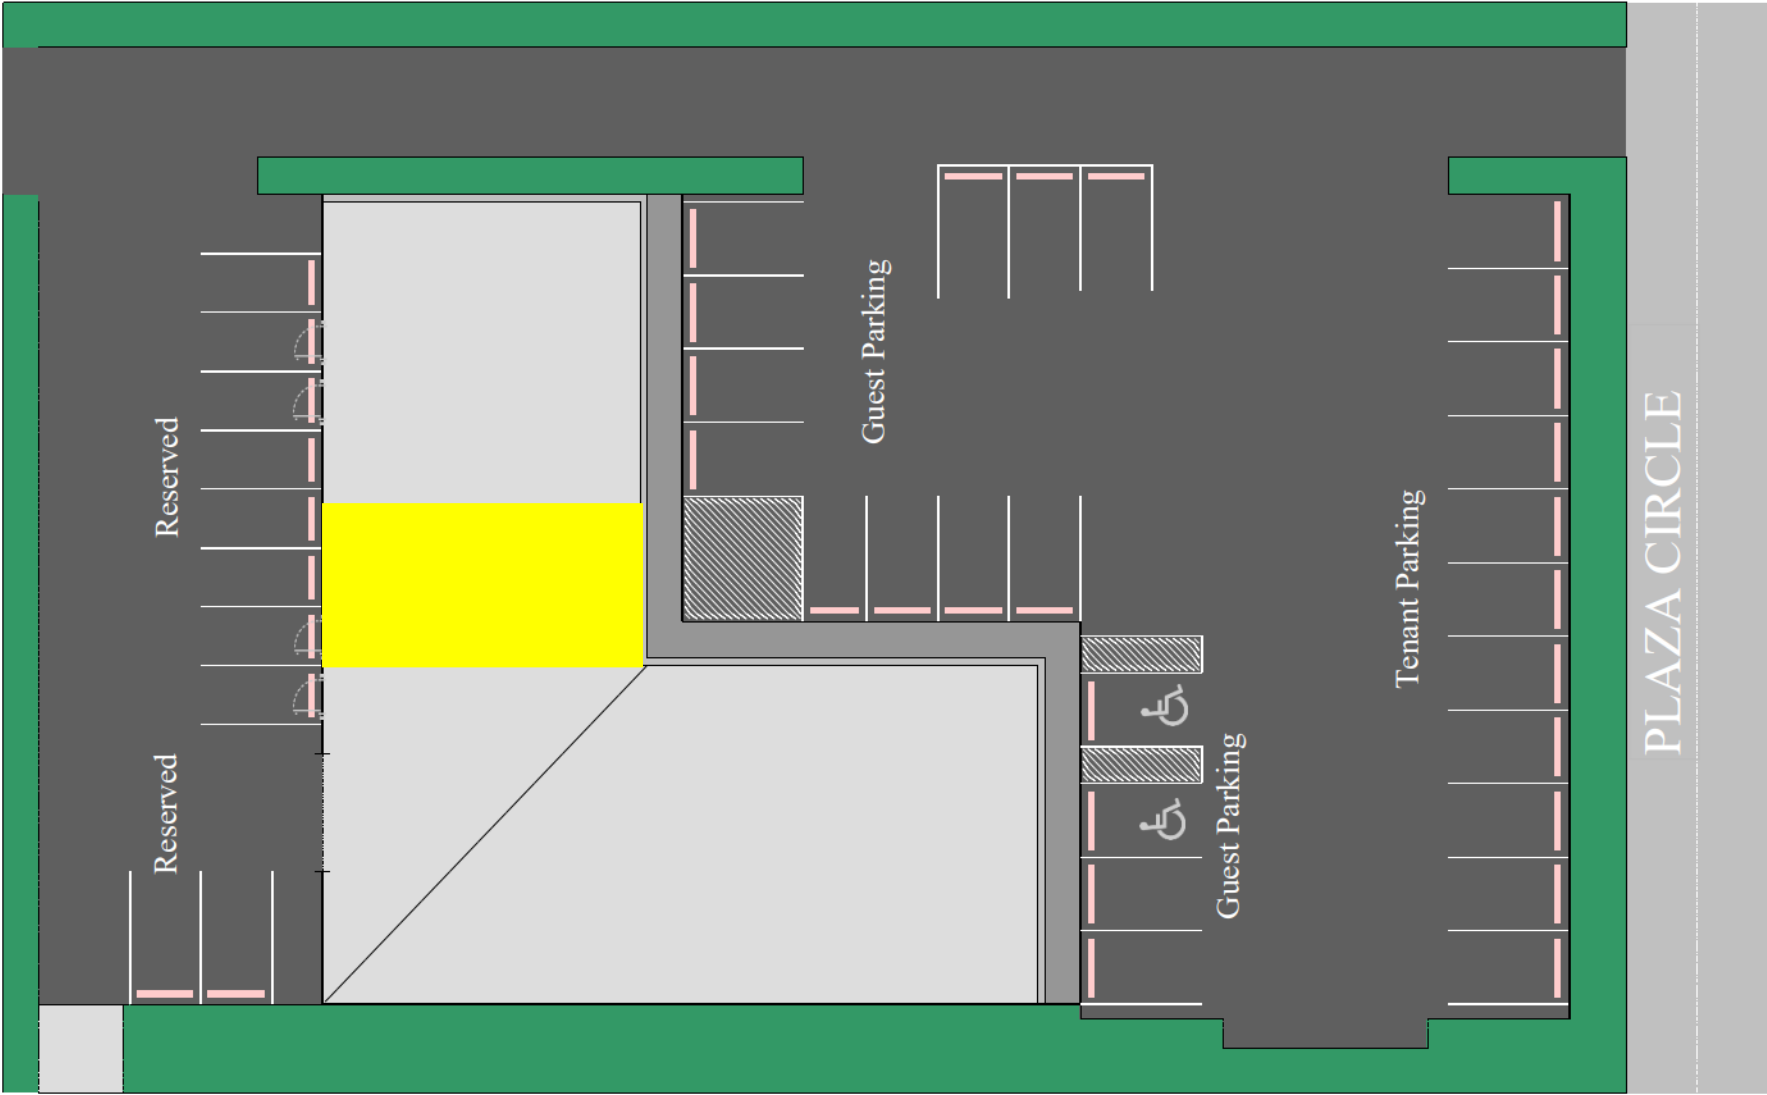 Reserved
Reserved
Guest Parking
Guest Parking
Tenant Parking
PLAZA CIRCLE